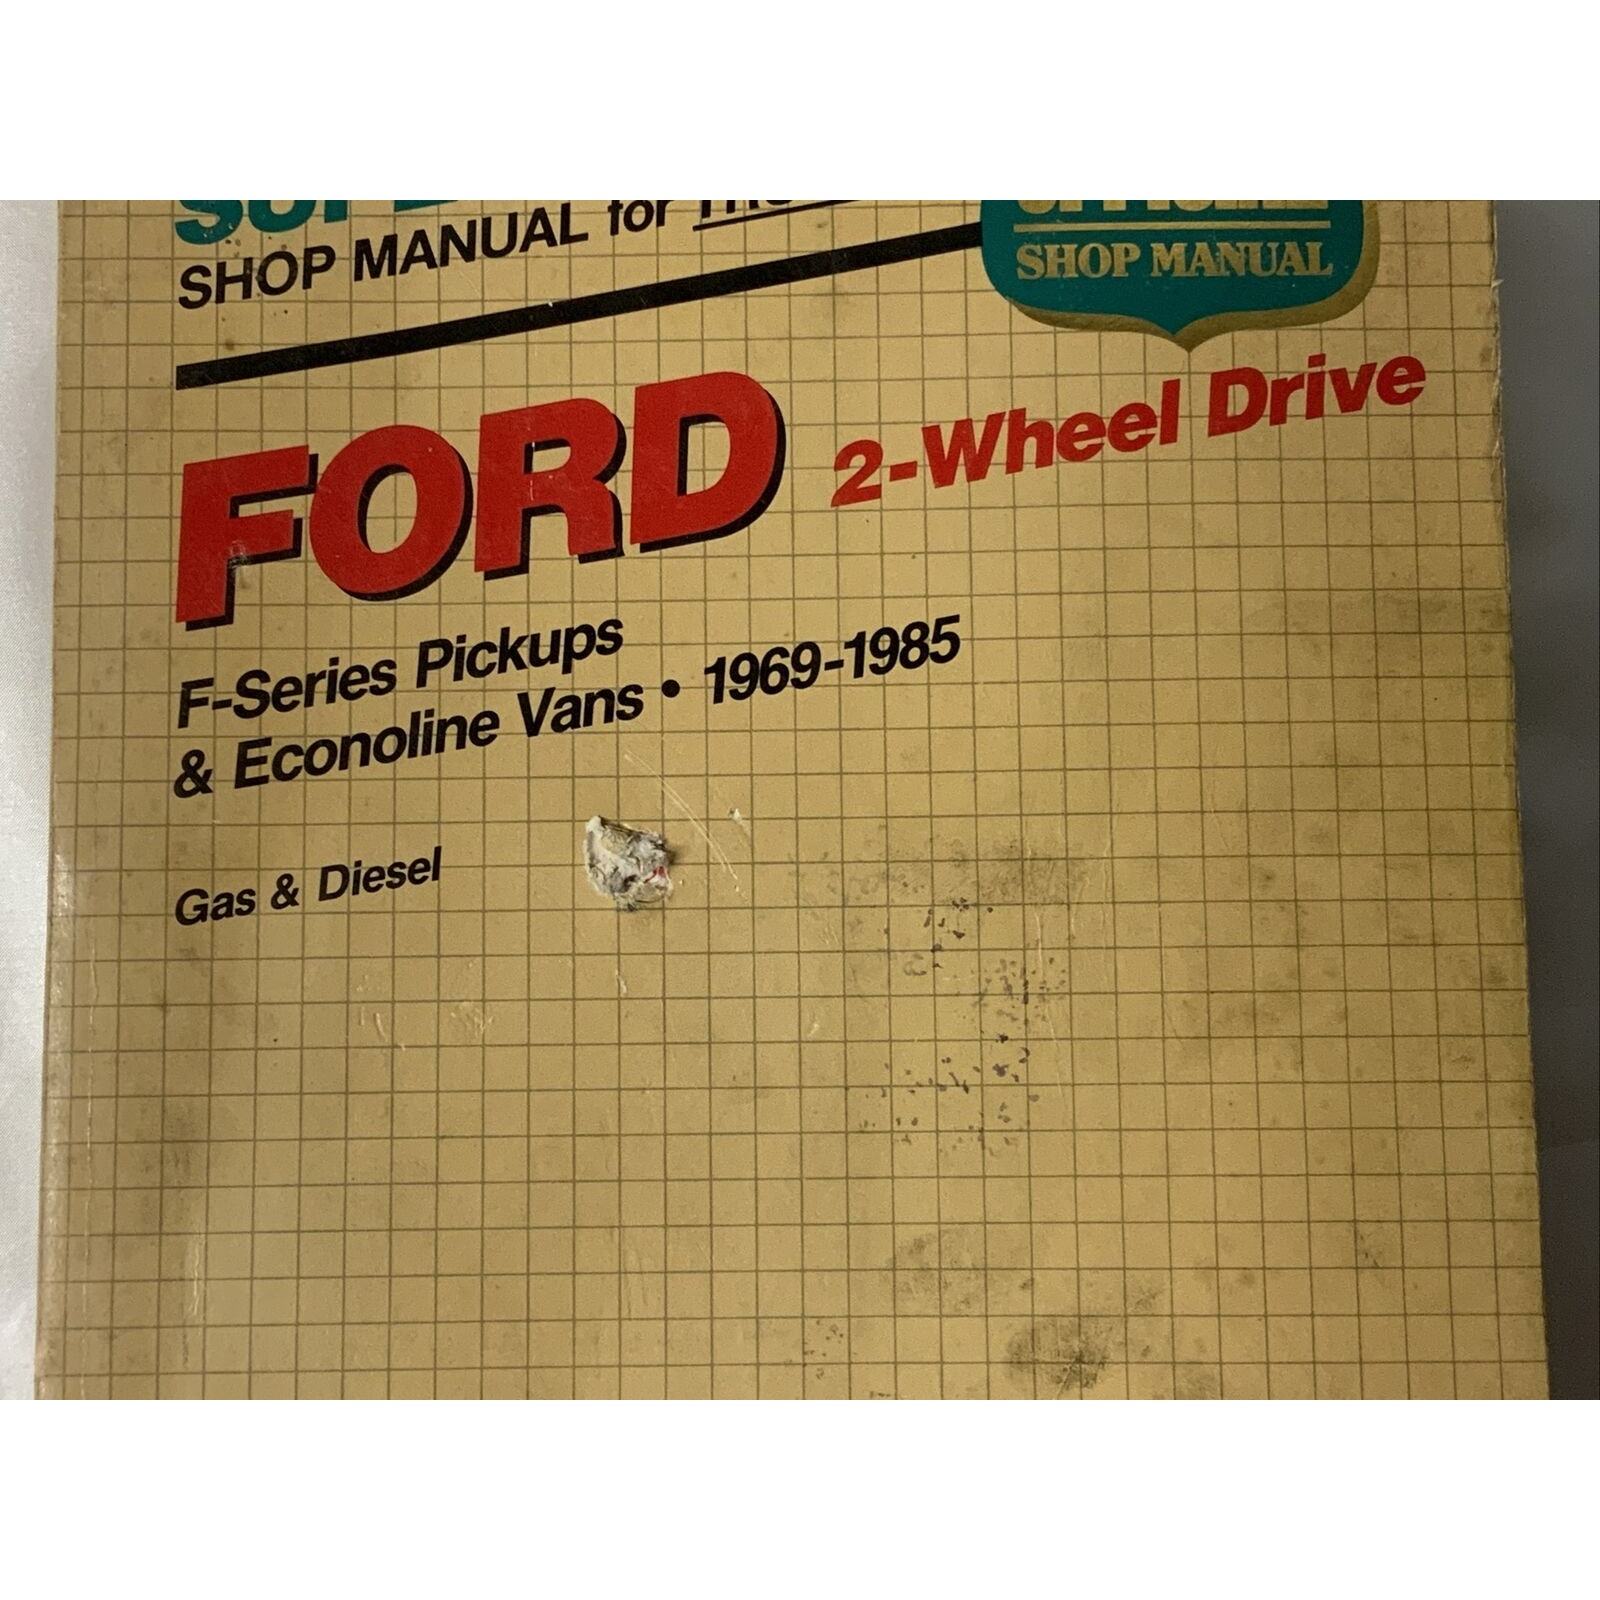 SHOP MANUAL for
SHOP MANUAL
FORD 2-Wheel Drive
F-Series Pickups
& Econoline Vans • 1969-1985
Gas & Diesel